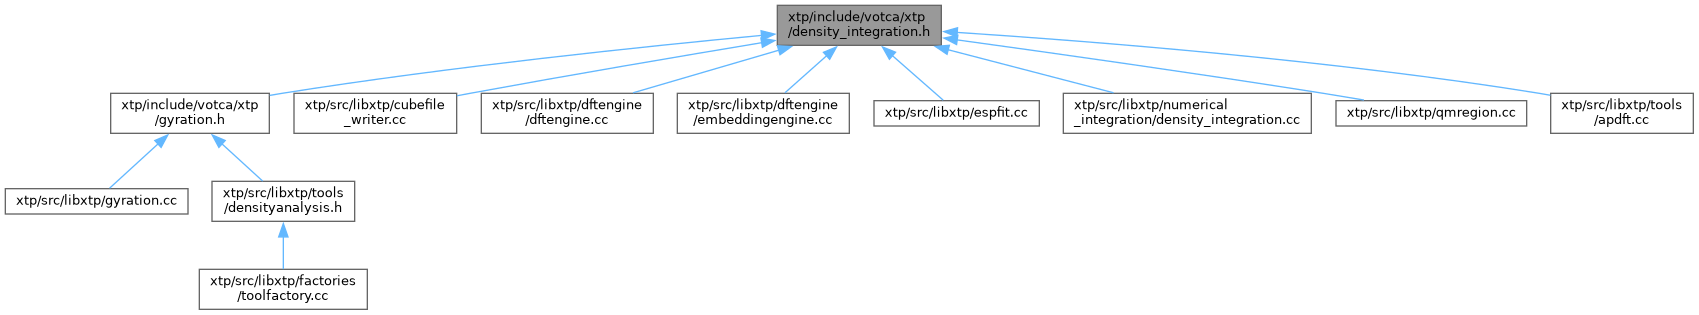 xtp/include/votca/xtp
/density_integration.h
xtp/include/votca/xtp
/gyration.h
xtp/src/libxtp/cubefile
_writer.cc
xtp/src/libxtp/dftengine
/dftengine.cc
xtp/src/libxtp/dftengine
/embeddingengine.cc
xtp/src/libxtp/espfit.cc
xtp/src/libxtp/numerical
_integration/density_integration.cc
xtp/src/libxtp/qmregion.cc
xtp/src/libxtp/tools
/apdft.cc
xtp/src/libxtp/gyration.cc
xtp/src/libxtp/tools
/densityanalysis.h
xtp/src/libxtp/factories
/toolfactory.cc